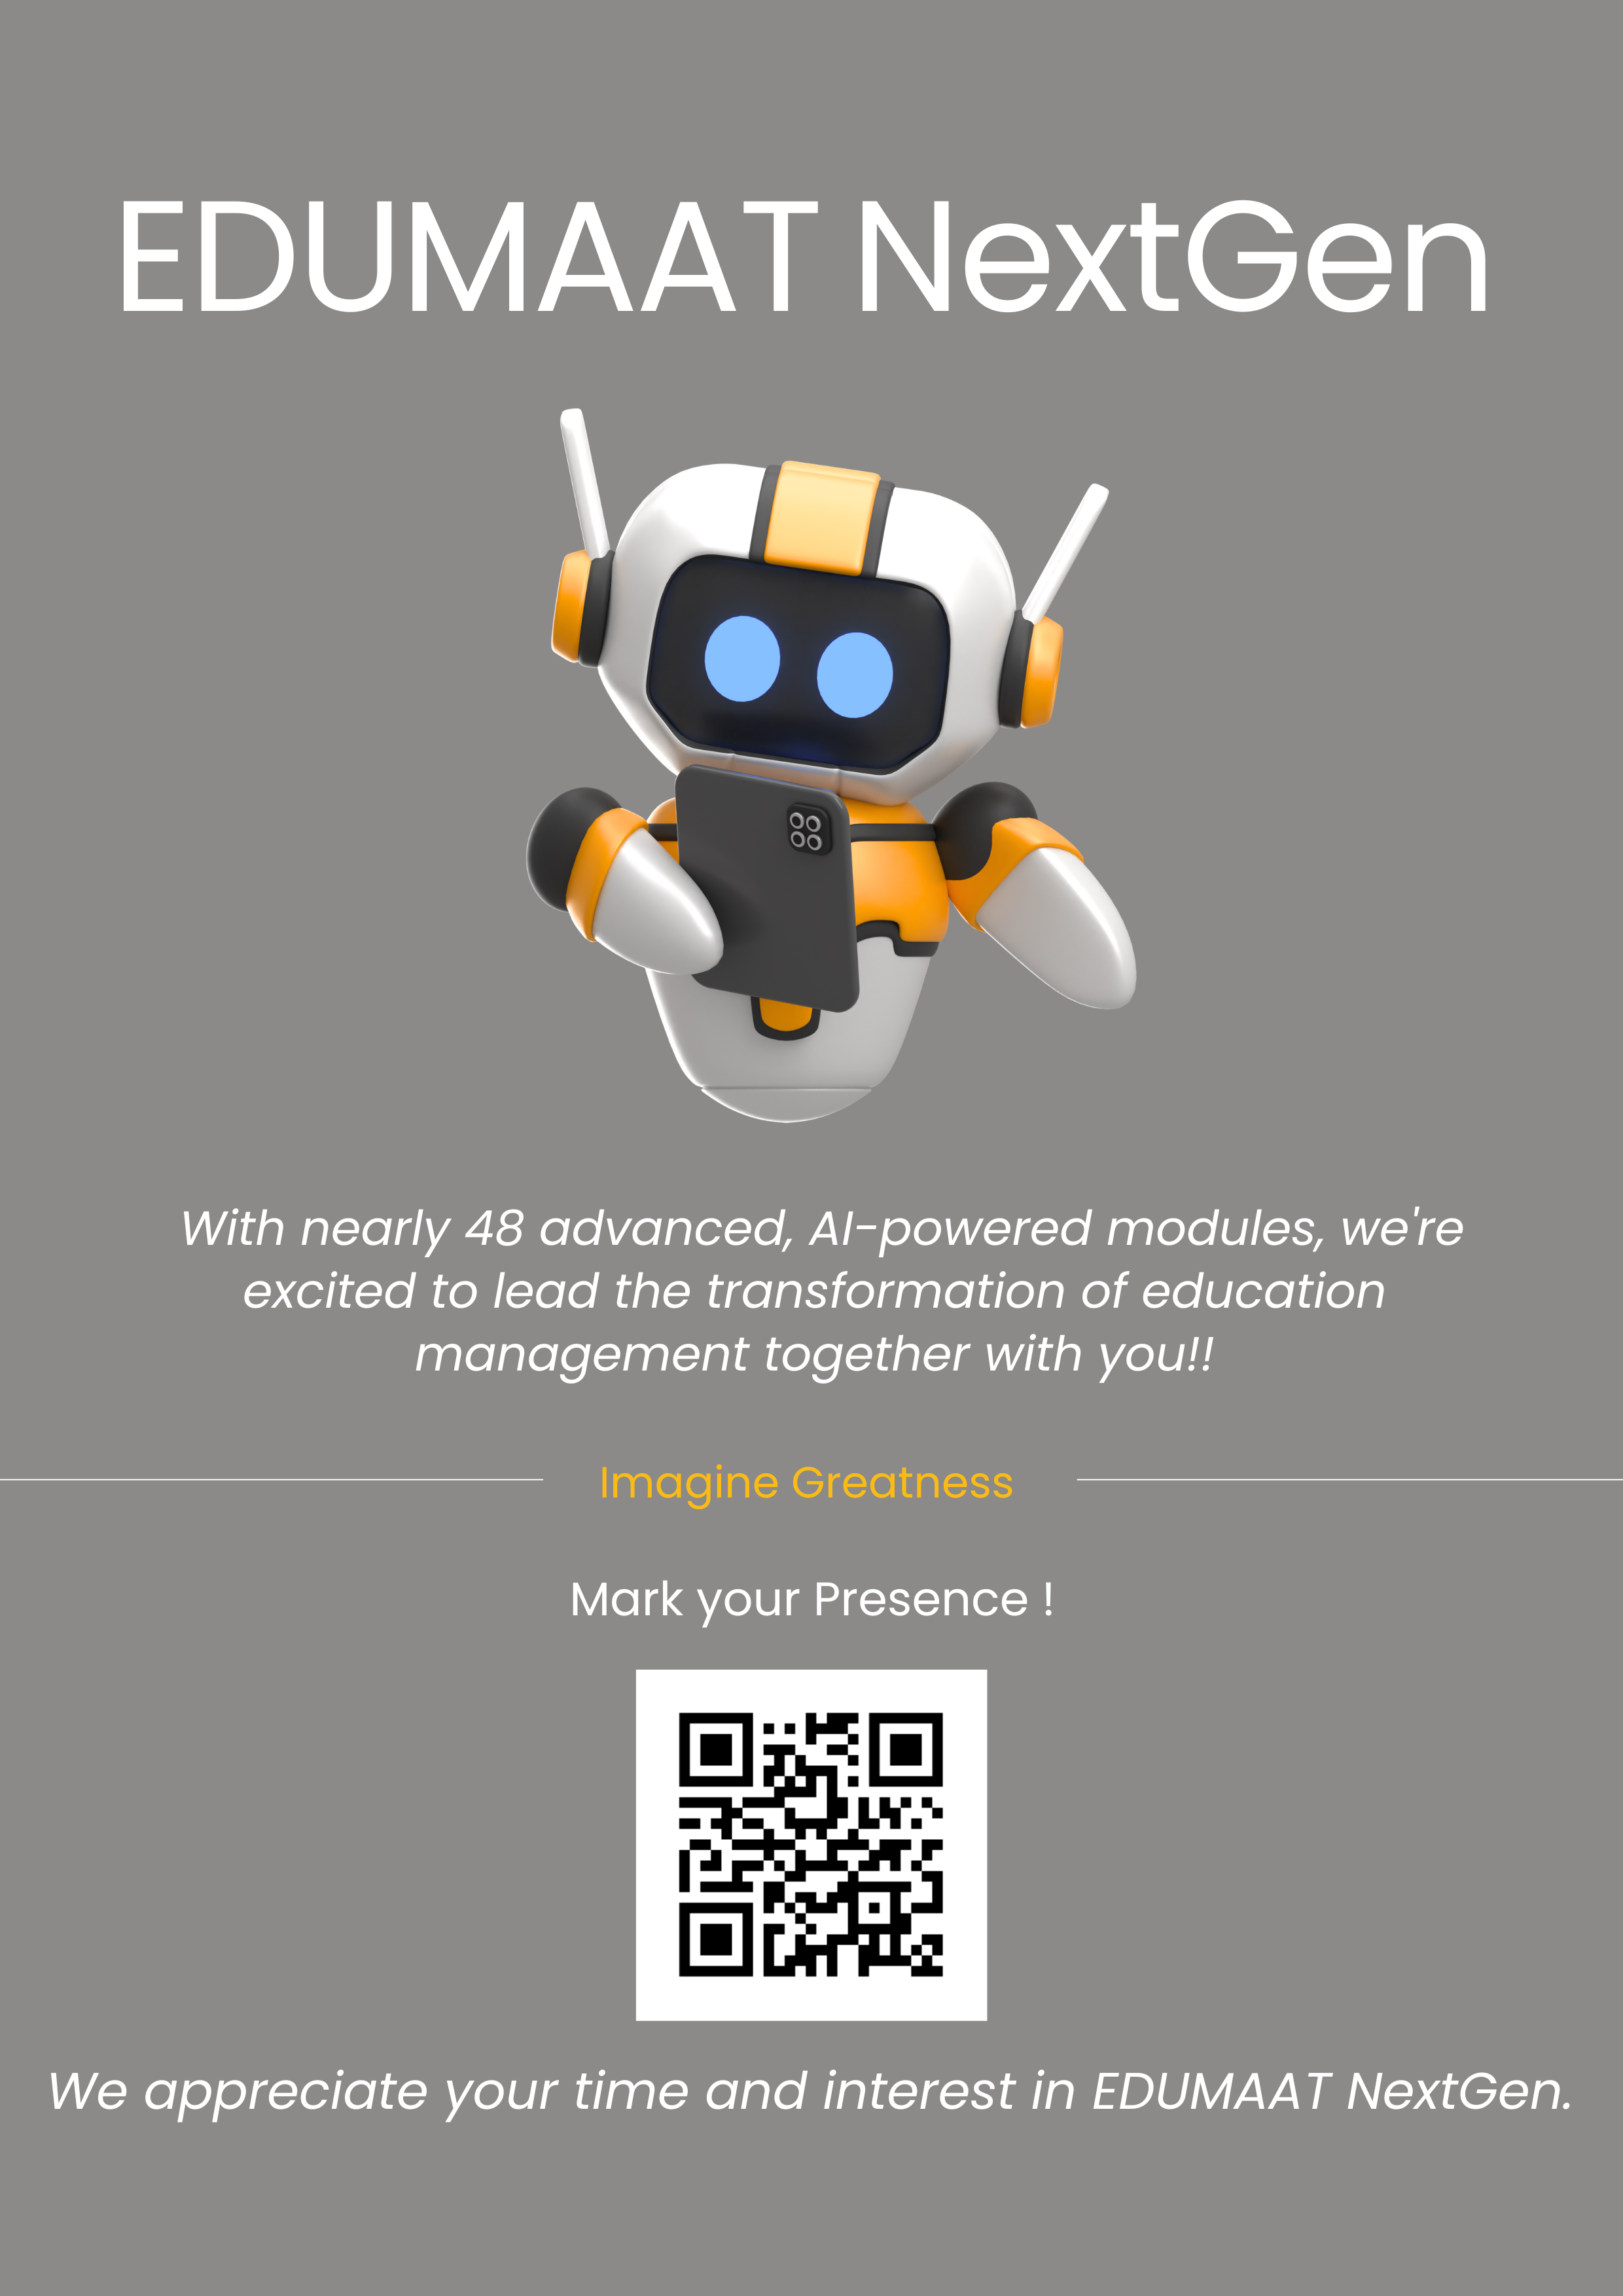 EDUMAAT NextGen
With nearly 48 advanced, AI-powered modules, we're
excited to lead the transformation of education
management together with you!!
Imagine Greatness
Mark your Presence !
We appreciate your time and interest in EDUMAAT NextGen.